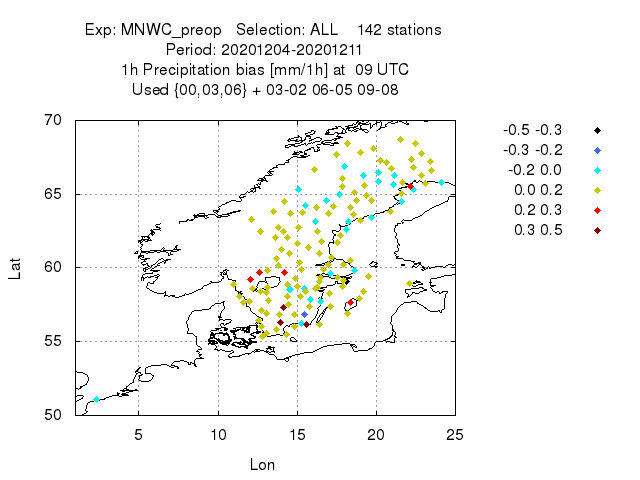 Exp: MNWC_preop Selection: ALL 142 stations
Period: 20201204-20201211
1h Precipitation bias [mm/1h] at 09 UTC
Used {00,03,06} + 03-02 06-05 09-08
70
65
60
55
50
Lat
5 10 15 20 25
Lon
-0.5 -0.3
-0.3 -0.2
-0.2 0.0
0.0 0.2
0.2 0.3
0.3 0.5